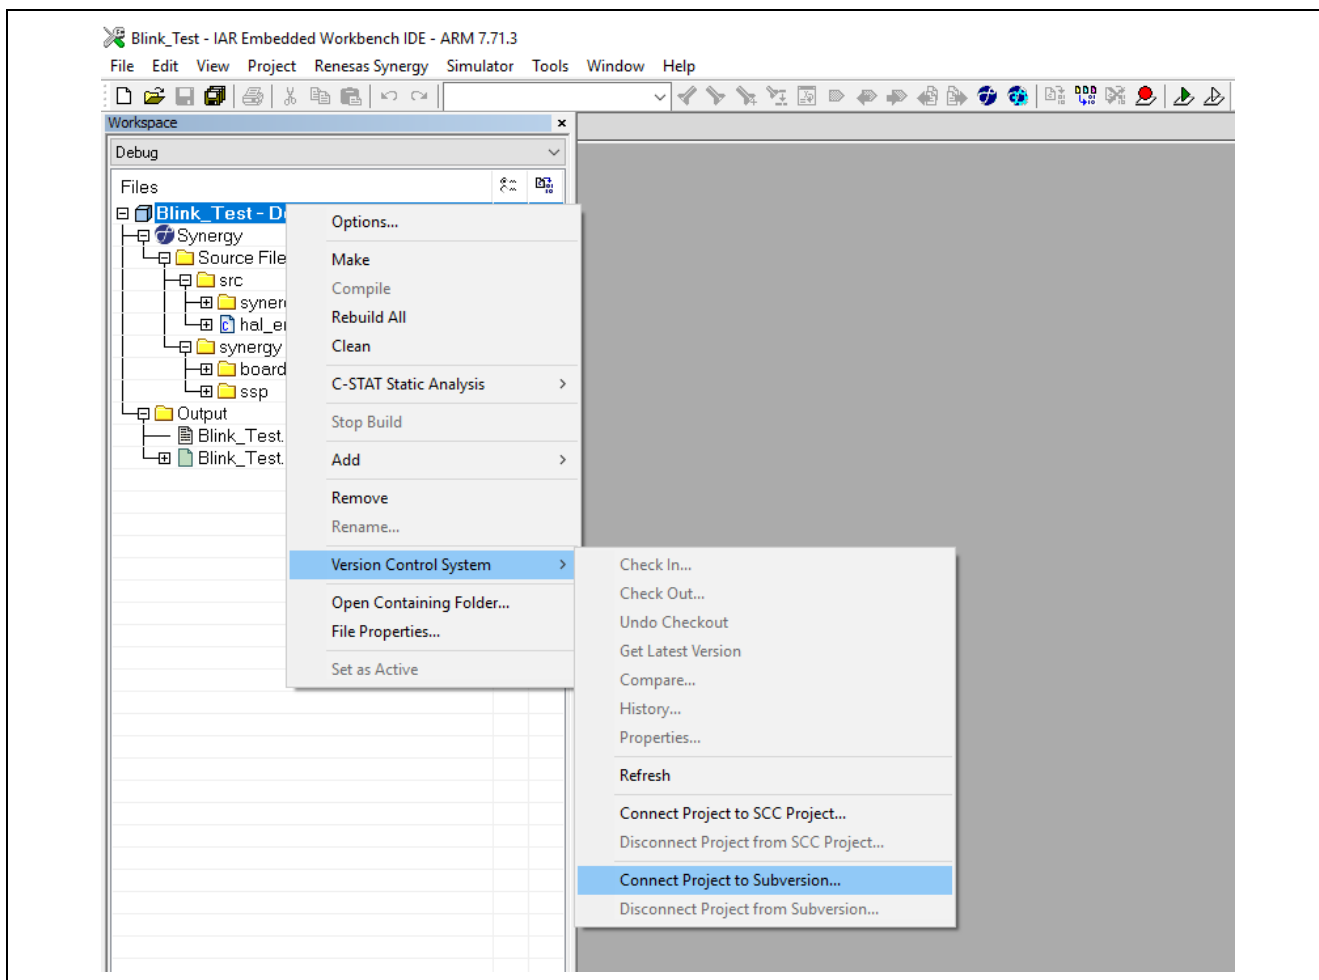 Blink_Test - IAR Embedded Workbench IDE - ARM 7.71.3
File Edit View Project Renesas Synergy Simulator Tools Window Help
Workspace
Debug
Files
Blink_Test - D
Synergy
Source File
src
syner
hal_e
synergy
board
ssp
Output
Blink_Test.
Blink_Test.
Options...
Make
Compile
Rebuild All
Clean
C-STAT Static Analysis
Stop Build
Add
Remove
Rename...
Version Control System
Open Containing Folder...
File Properties...
Set as Active
Check In...
Check Out...
Undo Checkout
Get Latest Version
Compare...
History...
Properties...
Refresh
Connect Project to SCC Project...
Disconnect Project from SCC Project...
Connect Project to Subversion...
Disconnect Project from Subversion...